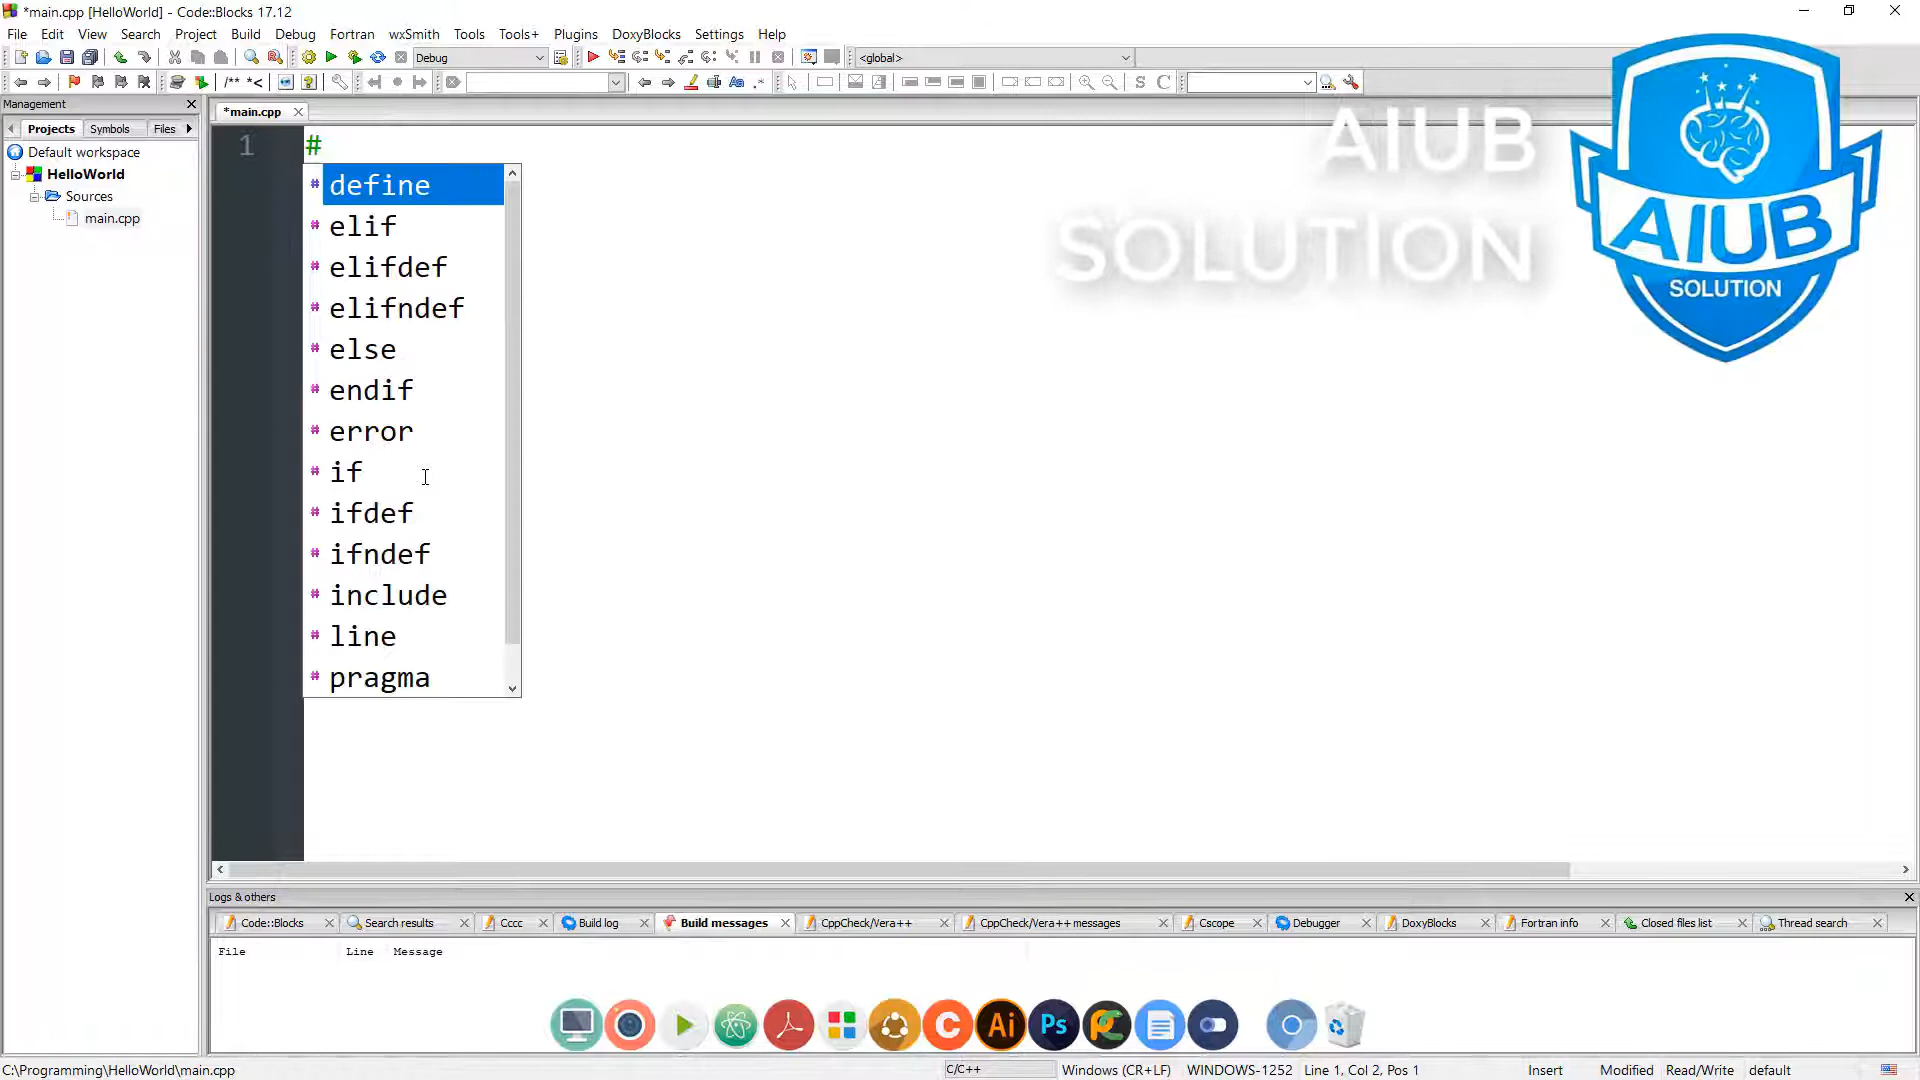 *main.cpp [HelloWorld] - Code::Blocks 17.12
File Edit View Search Project Build Debug Fortran wxSmith Tools Tools+ Plugins DoxyBlocks Settings Help
Debug
<global>
/** *<
Aa .*
S C
Management
Projects Symbols Files
*main.cpp
Default workspace
HelloWorld
Sources
main.cpp
1 #
# define
# elif
# elifdef
# elifndef
# else
# endif
# error
# if
# ifdef
# ifndef
# include
# line
# pragma
AIUB
SOLUTION
AIUB
SOLUTION
Logs & others
Code::Blocks Search results Cccc Build log Build messages CppCheck/Vera++ CppCheck/Vera++ messages Cscope Debugger DoxyBlocks Fortran info Closed files list Thread search
File Line Message
C Ai Ps
C:\Programming\HelloWorld\main.cpp C/C++ Windows (CR+LF) WINDOWS-1252 Line 1, Col 2, Pos 1 Insert Modified Read/Write default